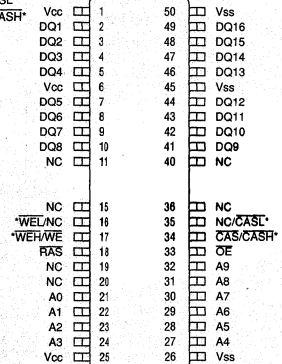 ASH*
Vcc 1 50 Vss
DQ1 2 49 DQ16
DQ2 3 48 DQ15
DQ3 4 47 DQ14
DQ4 5 46 DQ13
Vcc 6 45 Vss
DQ5 7 44 DQ12
DQ6 8 43 DQ11
DQ7 9 42 DQ10
DQ8 10 41 DQ9
NC 11 40 NC
NC 15 36 NC
*WEL/NC 16 35 NC/CASL*
*WEH/WE 17 34 CAS/CASH*
RAS 18 33 OE
NC 19 32 A9
NC 20 31 A8
A0 21 30 A7
A1 22 29 A6
A2 23 28 A5
A3 24 27 A4
Vcc 25 26 Vss